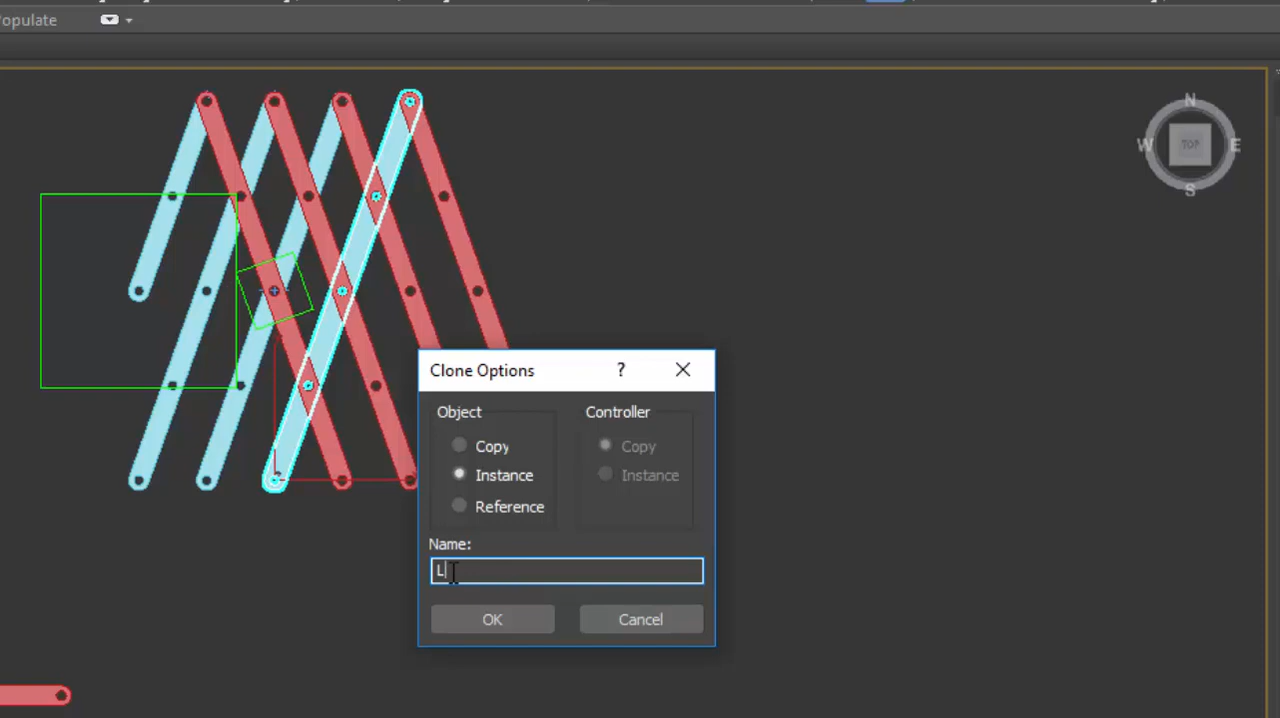 opulate
N
W TOP E
S
Clone Options ? 
Object Controller
Copy Copy
Instance Instance
Reference
Name:
L
OK Cancel